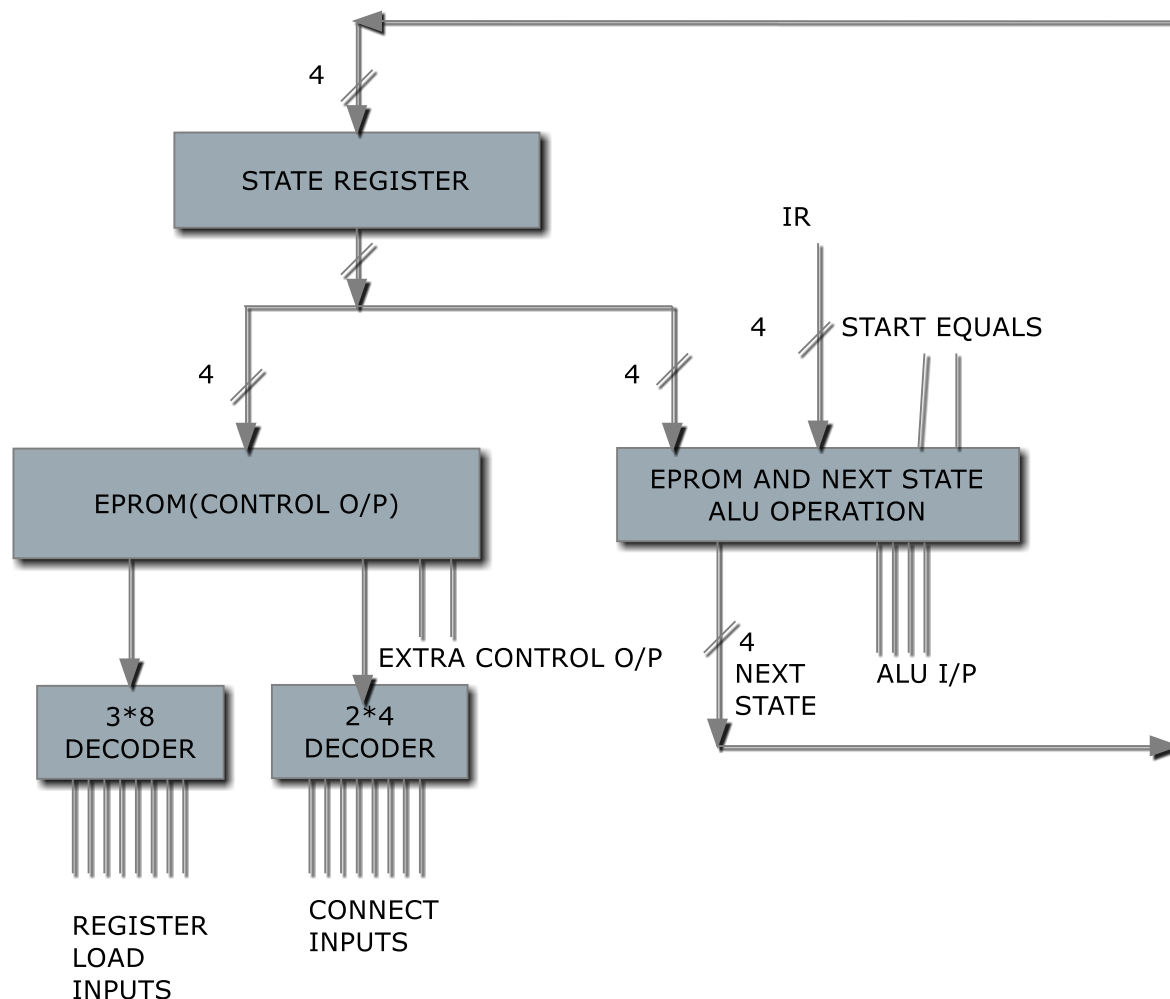 4
STATE REGISTER
IR
4
START EQUALS
4
4
EPROM(CONTROL O/P)
EPROM AND NEXT STATE
ALU OPERATION
EXTRA CONTROL O/P
4
NEXT
STATE
ALU I/P
3*8
DECODER
2*4
DECODER
REGISTER
LOAD
INPUTS
CONNECT
INPUTS